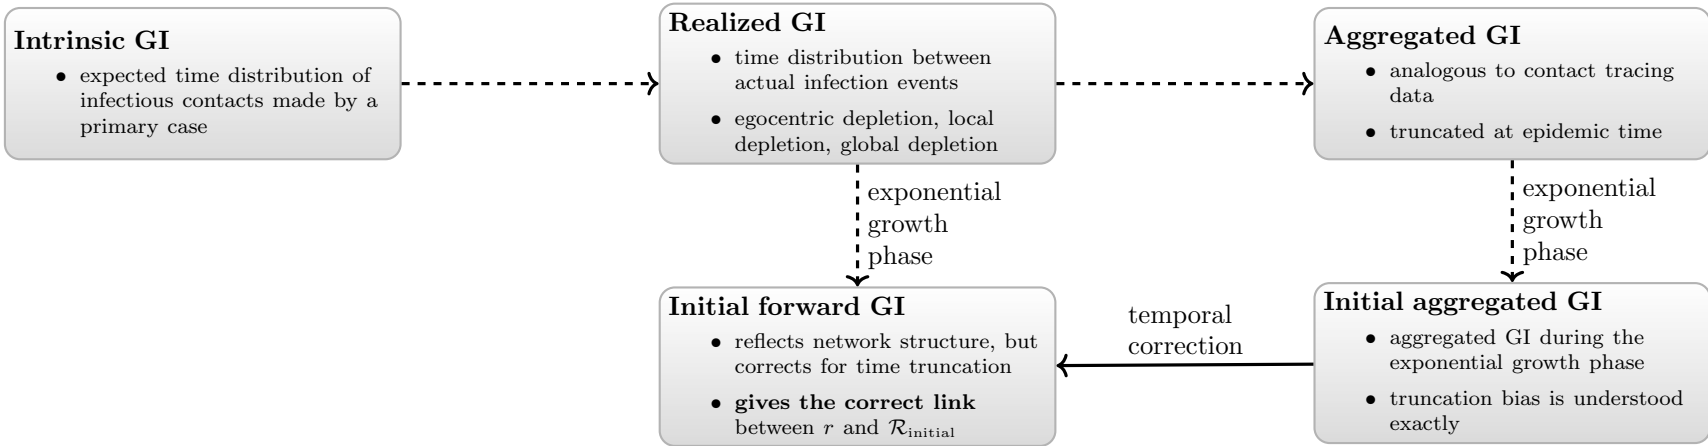 Intrinsic GI
• expected time distribution of
infectious contacts made by a
primary case
Realized GI
• time distribution between
actual infection events
• egocentric depletion, local
depletion, global depletion
Aggregated GI
• analogous to contact tracing
data
• truncated at epidemic time
exponential
growth
phase
exponential
growth
phase
Initial forward GI
• reflects network structure, but
corrects for time truncation
• gives the correct link
between r and ℛinitial
temporal
correction
Initial aggregated GI
• aggregated GI during the
exponential growth phase
• truncation bias is understood
exactly